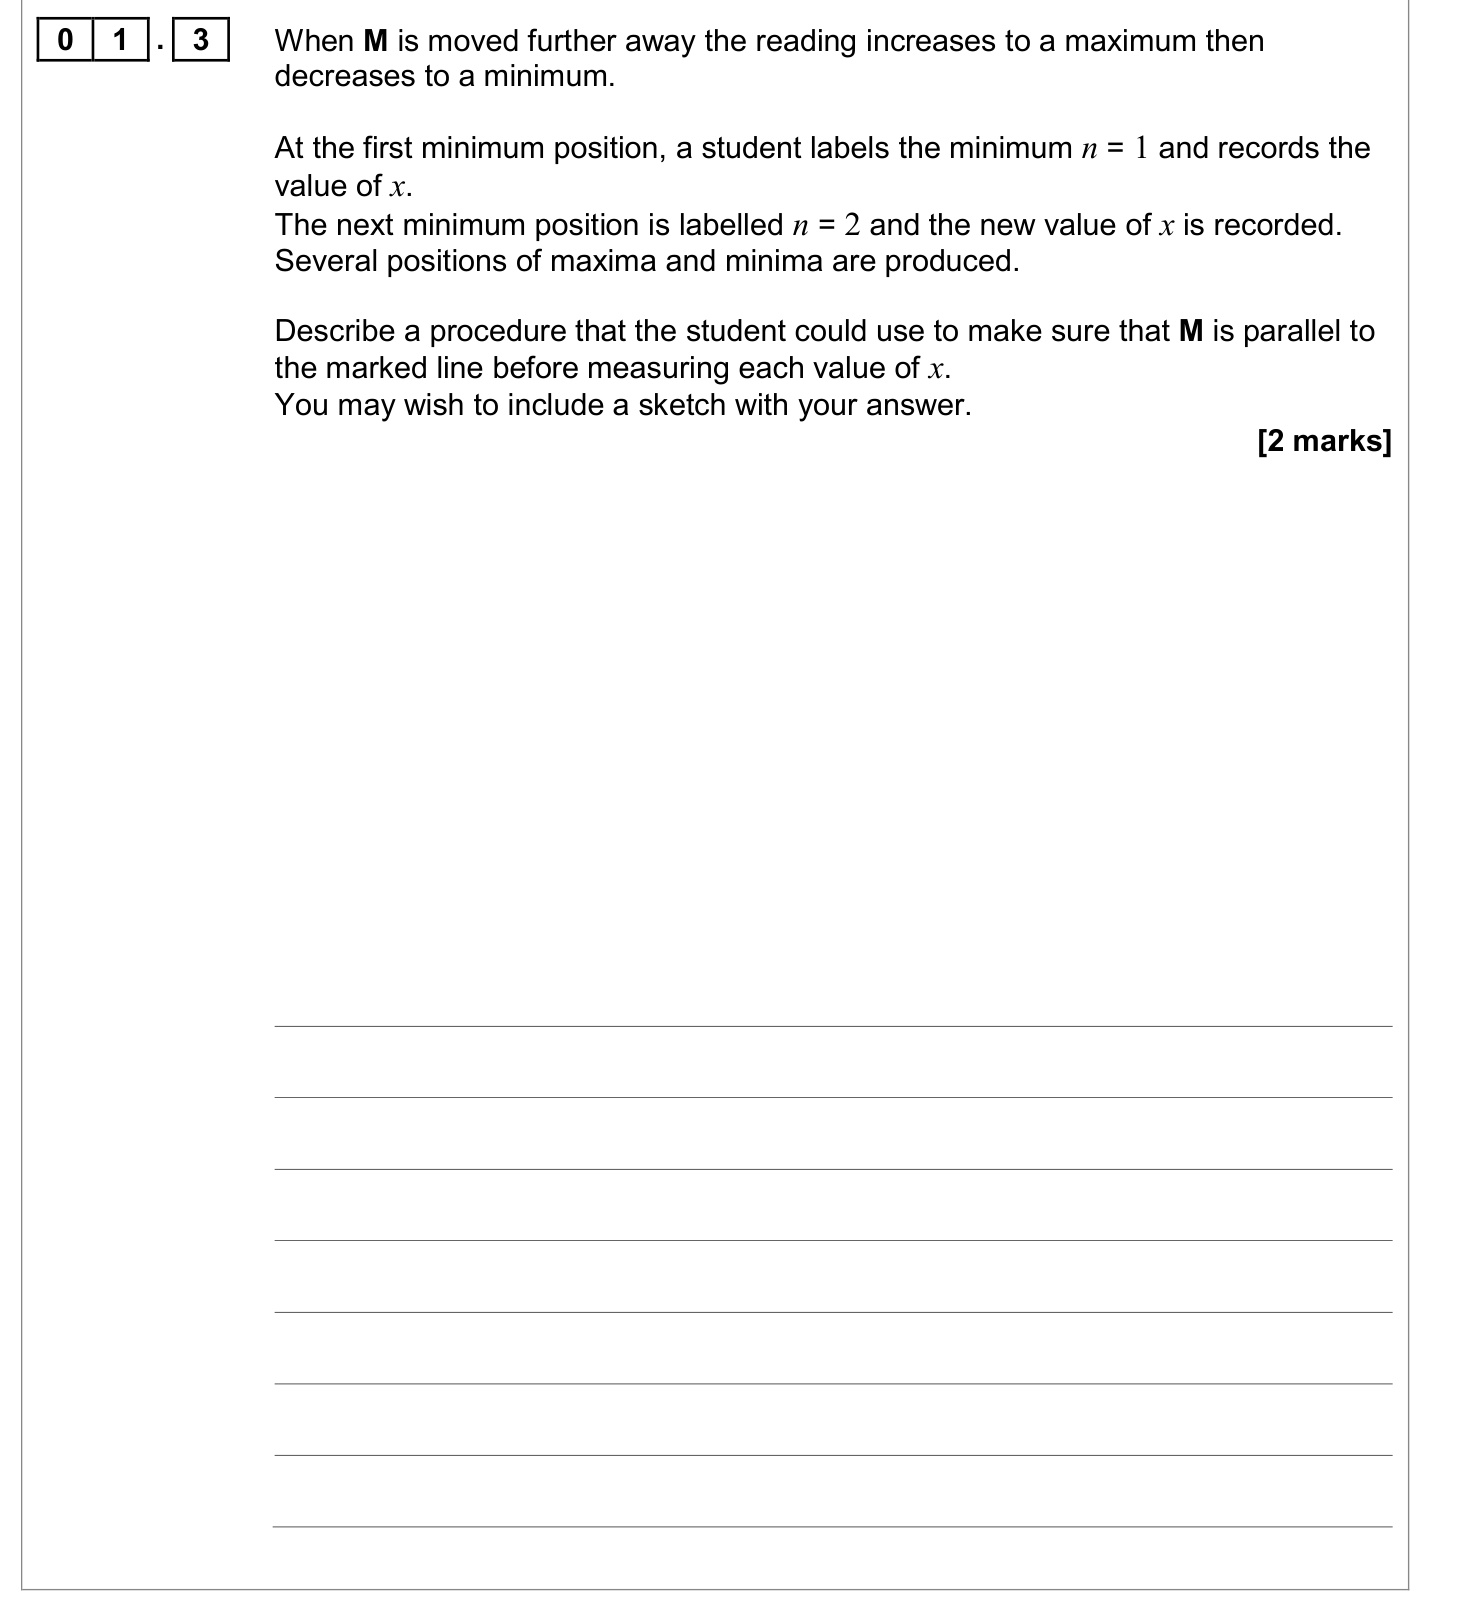 0 1 . 3 When M is moved further away the reading increases to a maximum then
decreases to a minimum.
At the first minimum position, a student labels the minimum n = 1 and records the
value of x.
The next minimum position is labelled n = 2 and the new value of x is recorded.
Several positions of maxima and minima are produced.
Describe a procedure that the student could use to make sure that M is parallel to
the marked line before measuring each value of x.
You may wish to include a sketch with your answer.
[2 marks]